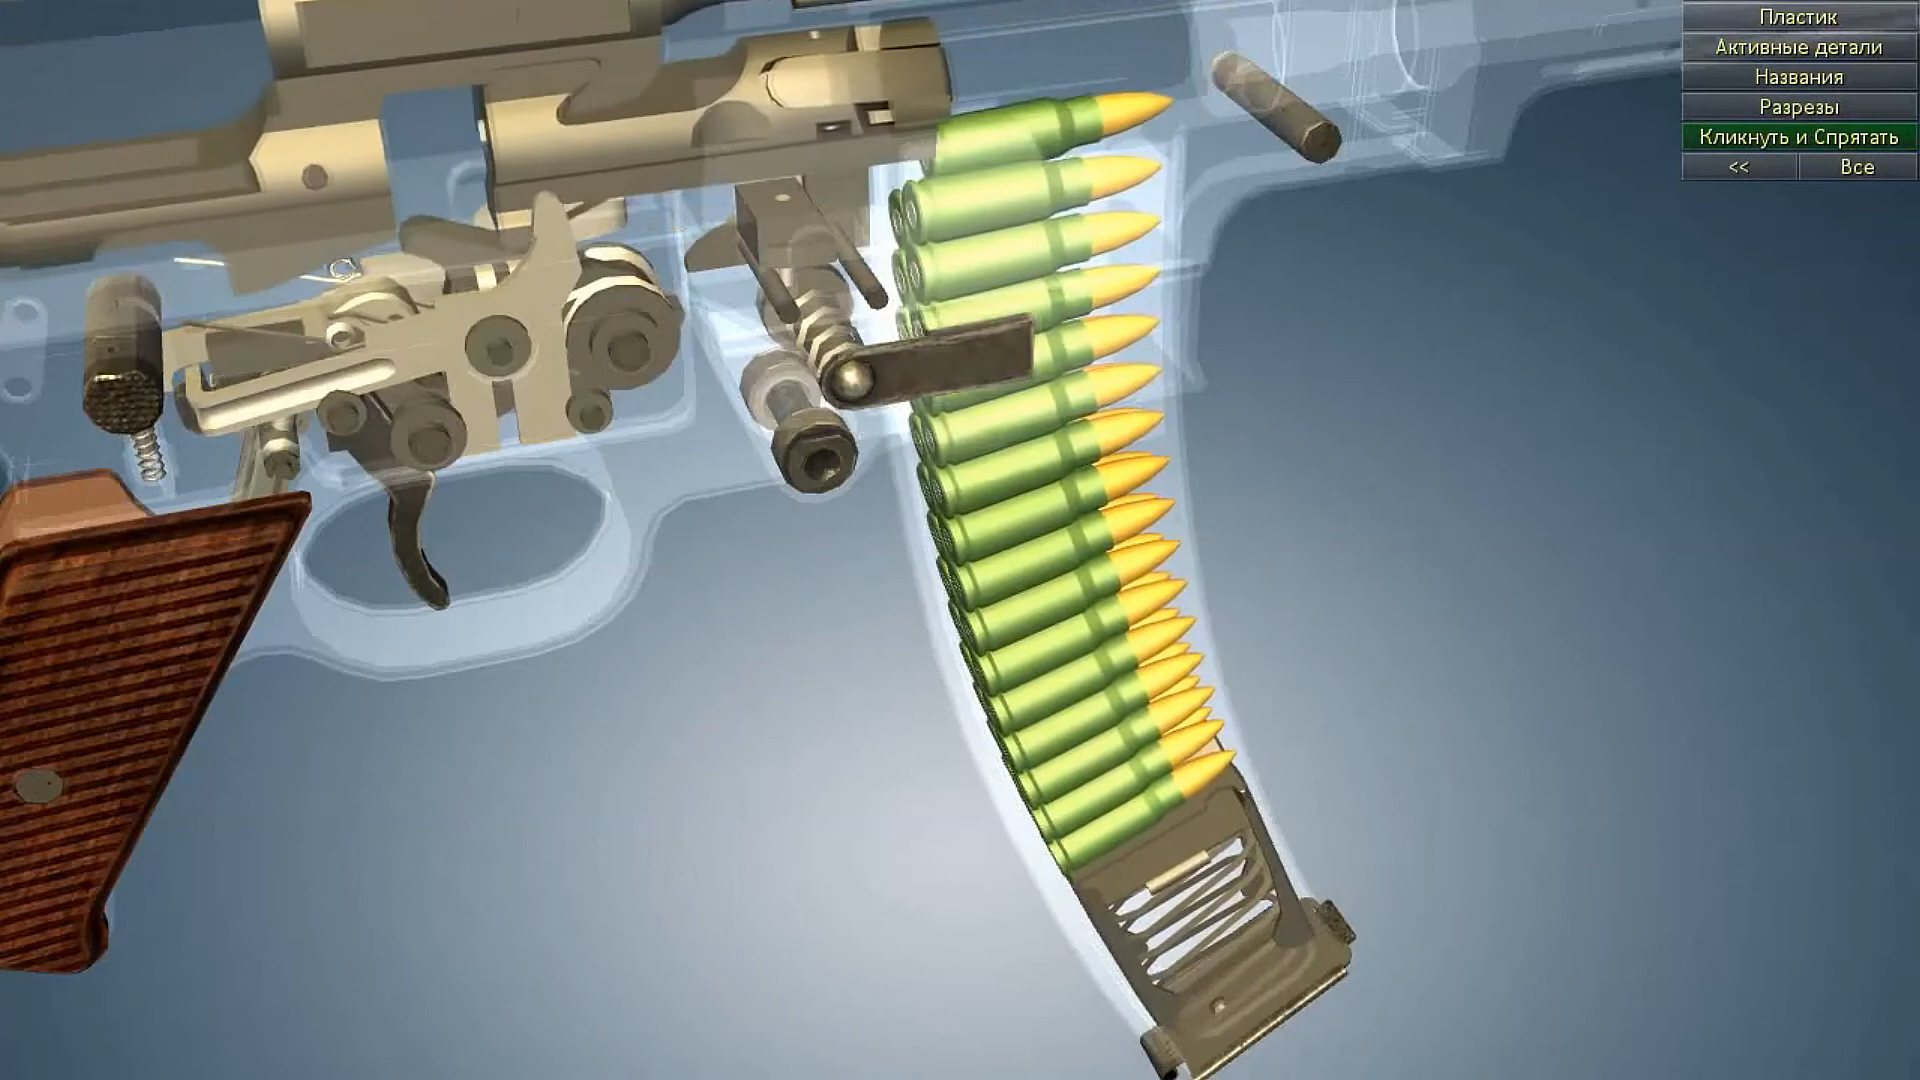 Пластик
Активные детали
Названия
Разрезы
Кликнуть и Спрятать
<< Все